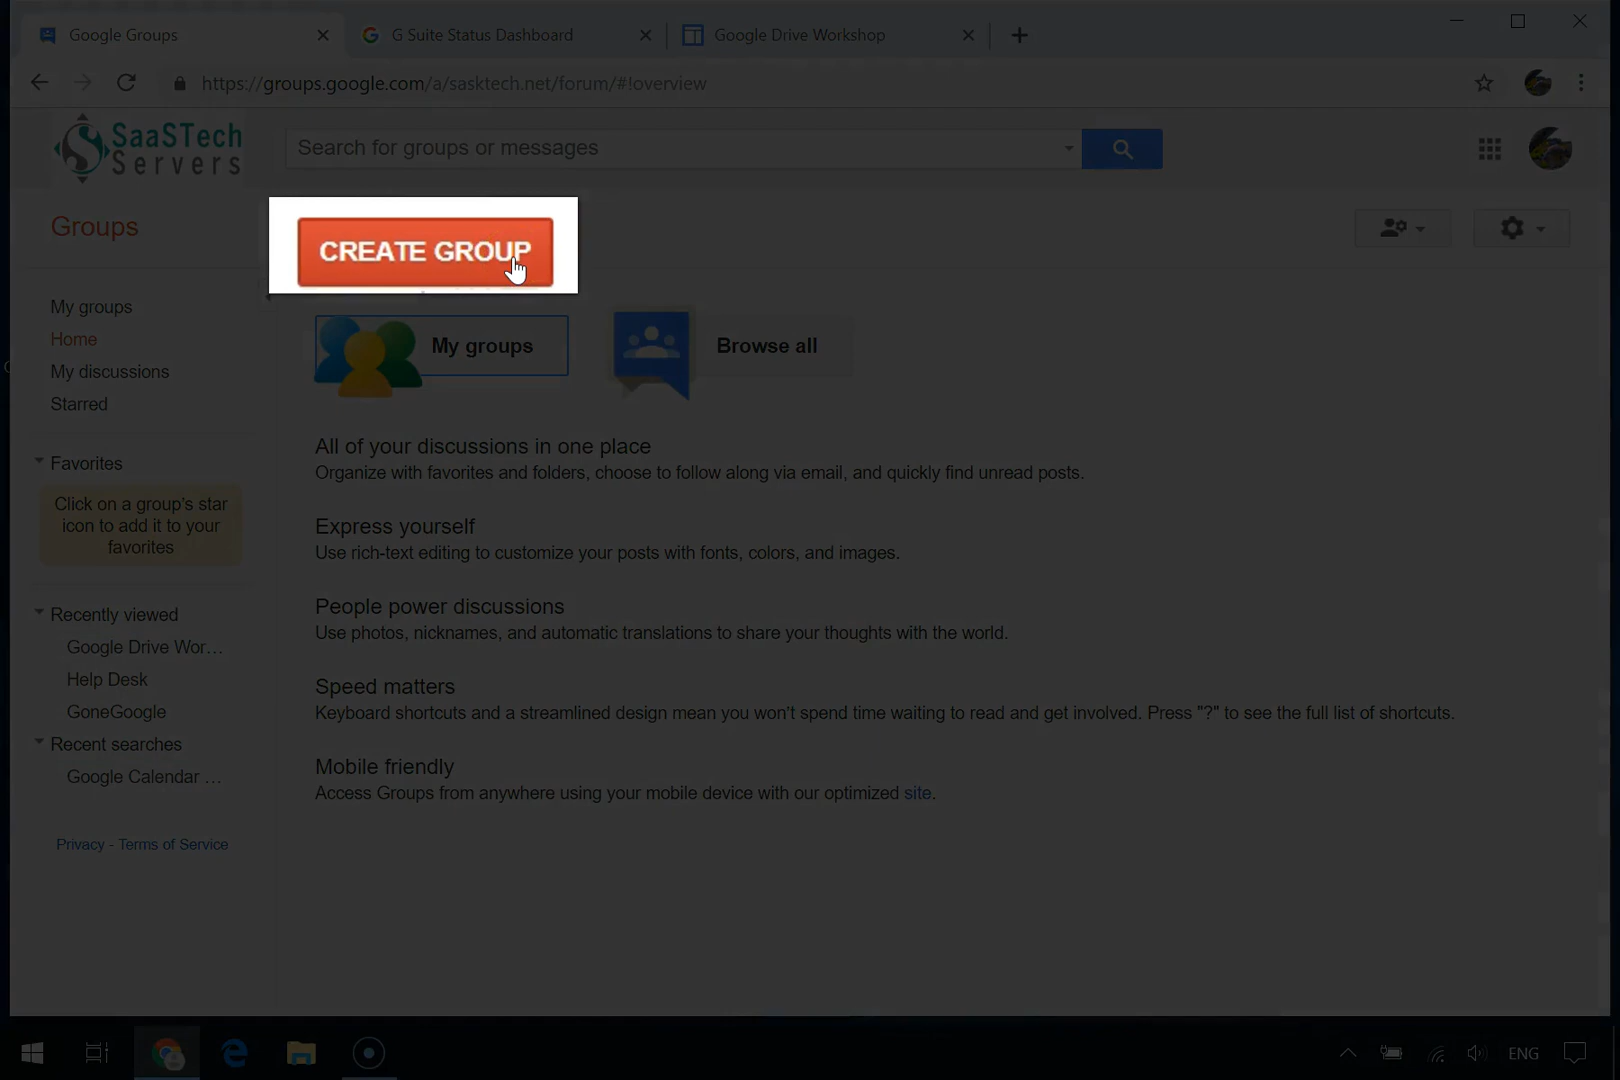 Google Groups
G Suite Status Dashboard
Google Drive Workshop
https://groups.google.com/a/sasktech.net/forum/#!overview
SaaSTech
Servers
Search for groups or messages
Groups
CREATE GROUP
My groups
Home
My discussions
Starred
Favorites
Click on a group's star
icon to add it to your
favorites
Recently viewed
Google Drive Wor...
Help Desk
GoneGoogle
Recent searches
Google Calendar ...
Privacy - Terms of Service
My groups
Browse all
All of your discussions in one place
Organize with favorites and folders, choose to follow along via email, and quickly find unread posts.
Express yourself
Use rich-text editing to customize your posts with fonts, colors, and images.
People power discussions
Use photos, nicknames, and automatic translations to share your thoughts with the world.
Speed matters
Keyboard shortcuts and a streamlined design mean you won't spend time waiting to read and get involved. Press "?" to see the full list of shortcuts.
Mobile friendly
Access Groups from anywhere using your mobile device with our optimized site.
ENG